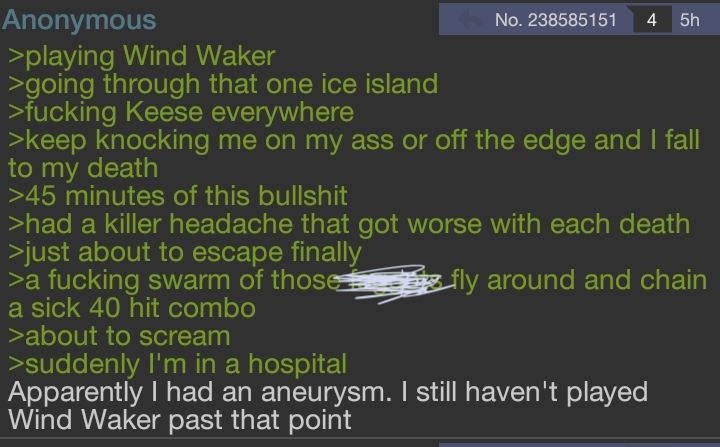 Anonymous No. 238585151 4 5h
>playing Wind Waker
>going through that one ice island
>fucking Keese everywhere
>keep knocking me on my ass or off the edge and I fall
to my death
>45 minutes of this bullshit
>had a killer headache that got worse with each death
>just about to escape finally
>a fucking swarm of those fly around and chain
a sick 40 hit combo
>about to scream
>suddenly I'm in a hospital
Apparently I had an aneurysm. I still haven't played
Wind Waker past that point